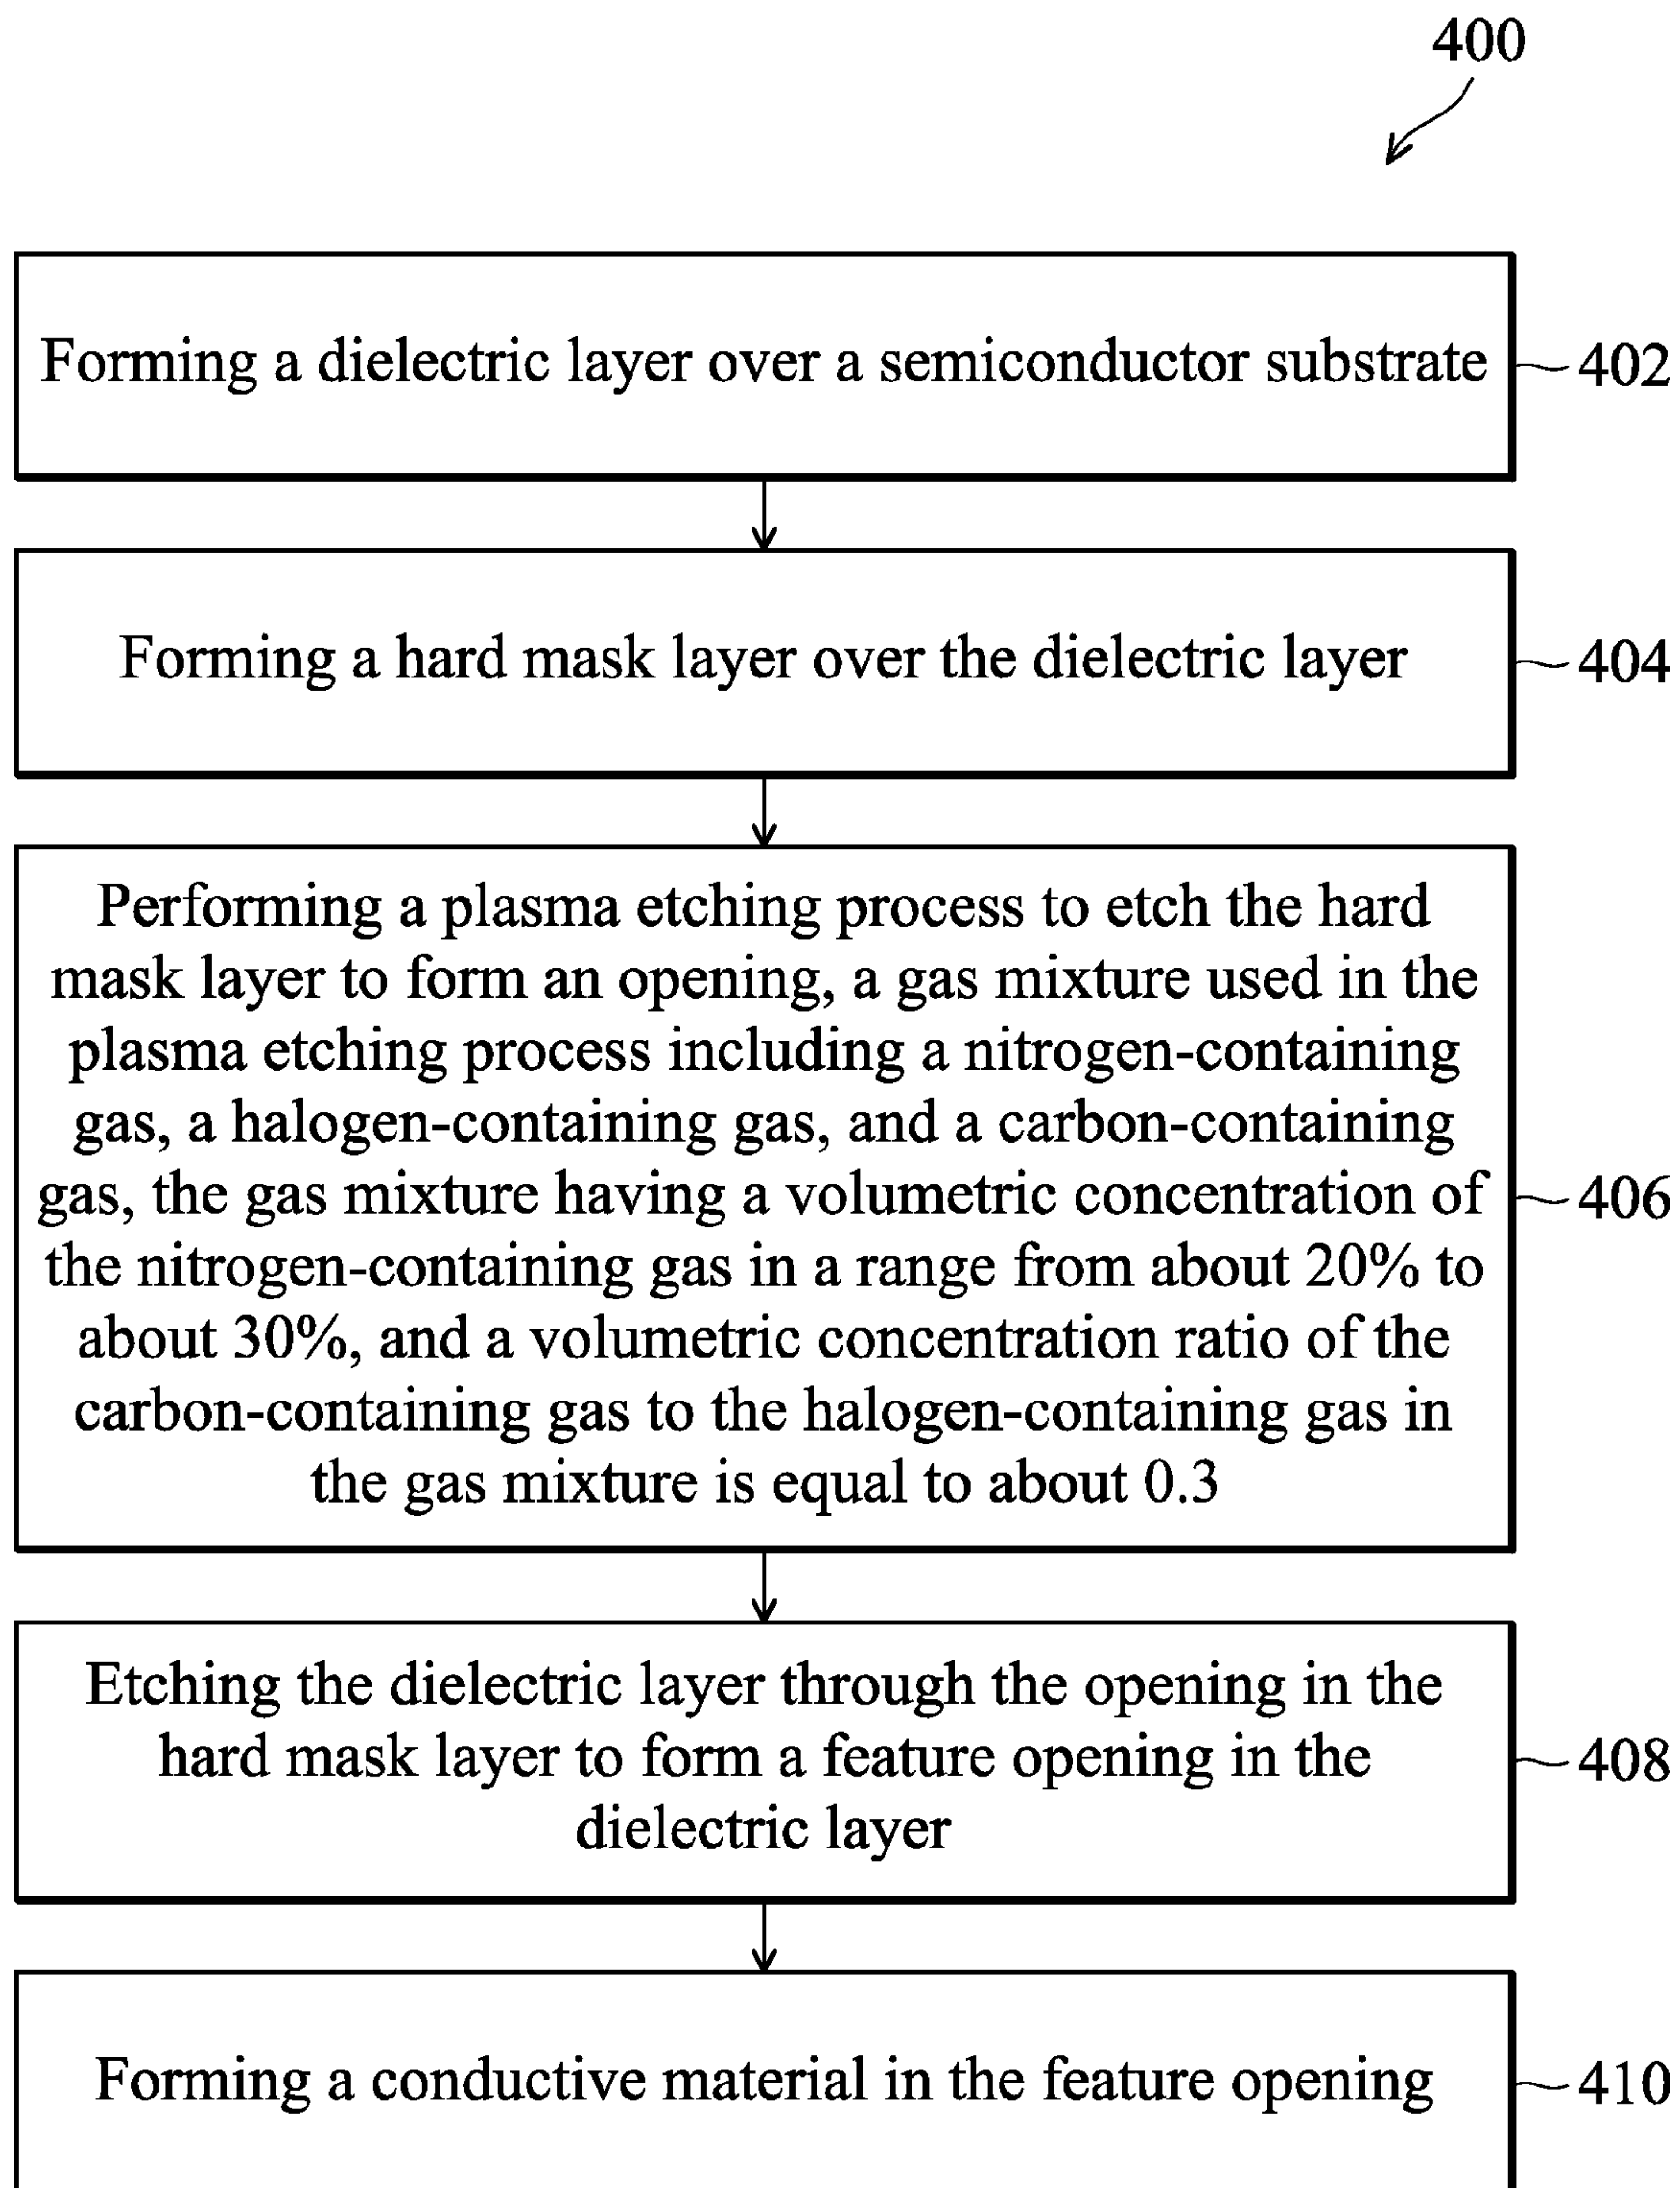 400
Forming a dielectric layer over a semiconductor substrate
402
Forming a hard mask layer over the dielectric layer
404
Performing a plasma etching process to etch the hard
mask layer to form an opening, a gas mixture used in the
plasma etching process including a nitrogen-containing
gas, a halogen-containing gas, and a carbon-containing
gas, the gas mixture having a volumetric concentration of
the nitrogen-containing gas in a range from about 20% to
about 30%, and a volumetric concentration ratio of the
carbon-containing gas to the halogen-containing gas in
the gas mixture is equal to about 0.3
406
Etching the dielectric layer through the opening in the
hard mask layer to form a feature opening in the
dielectric layer
408
Forming a conductive material in the feature opening
410